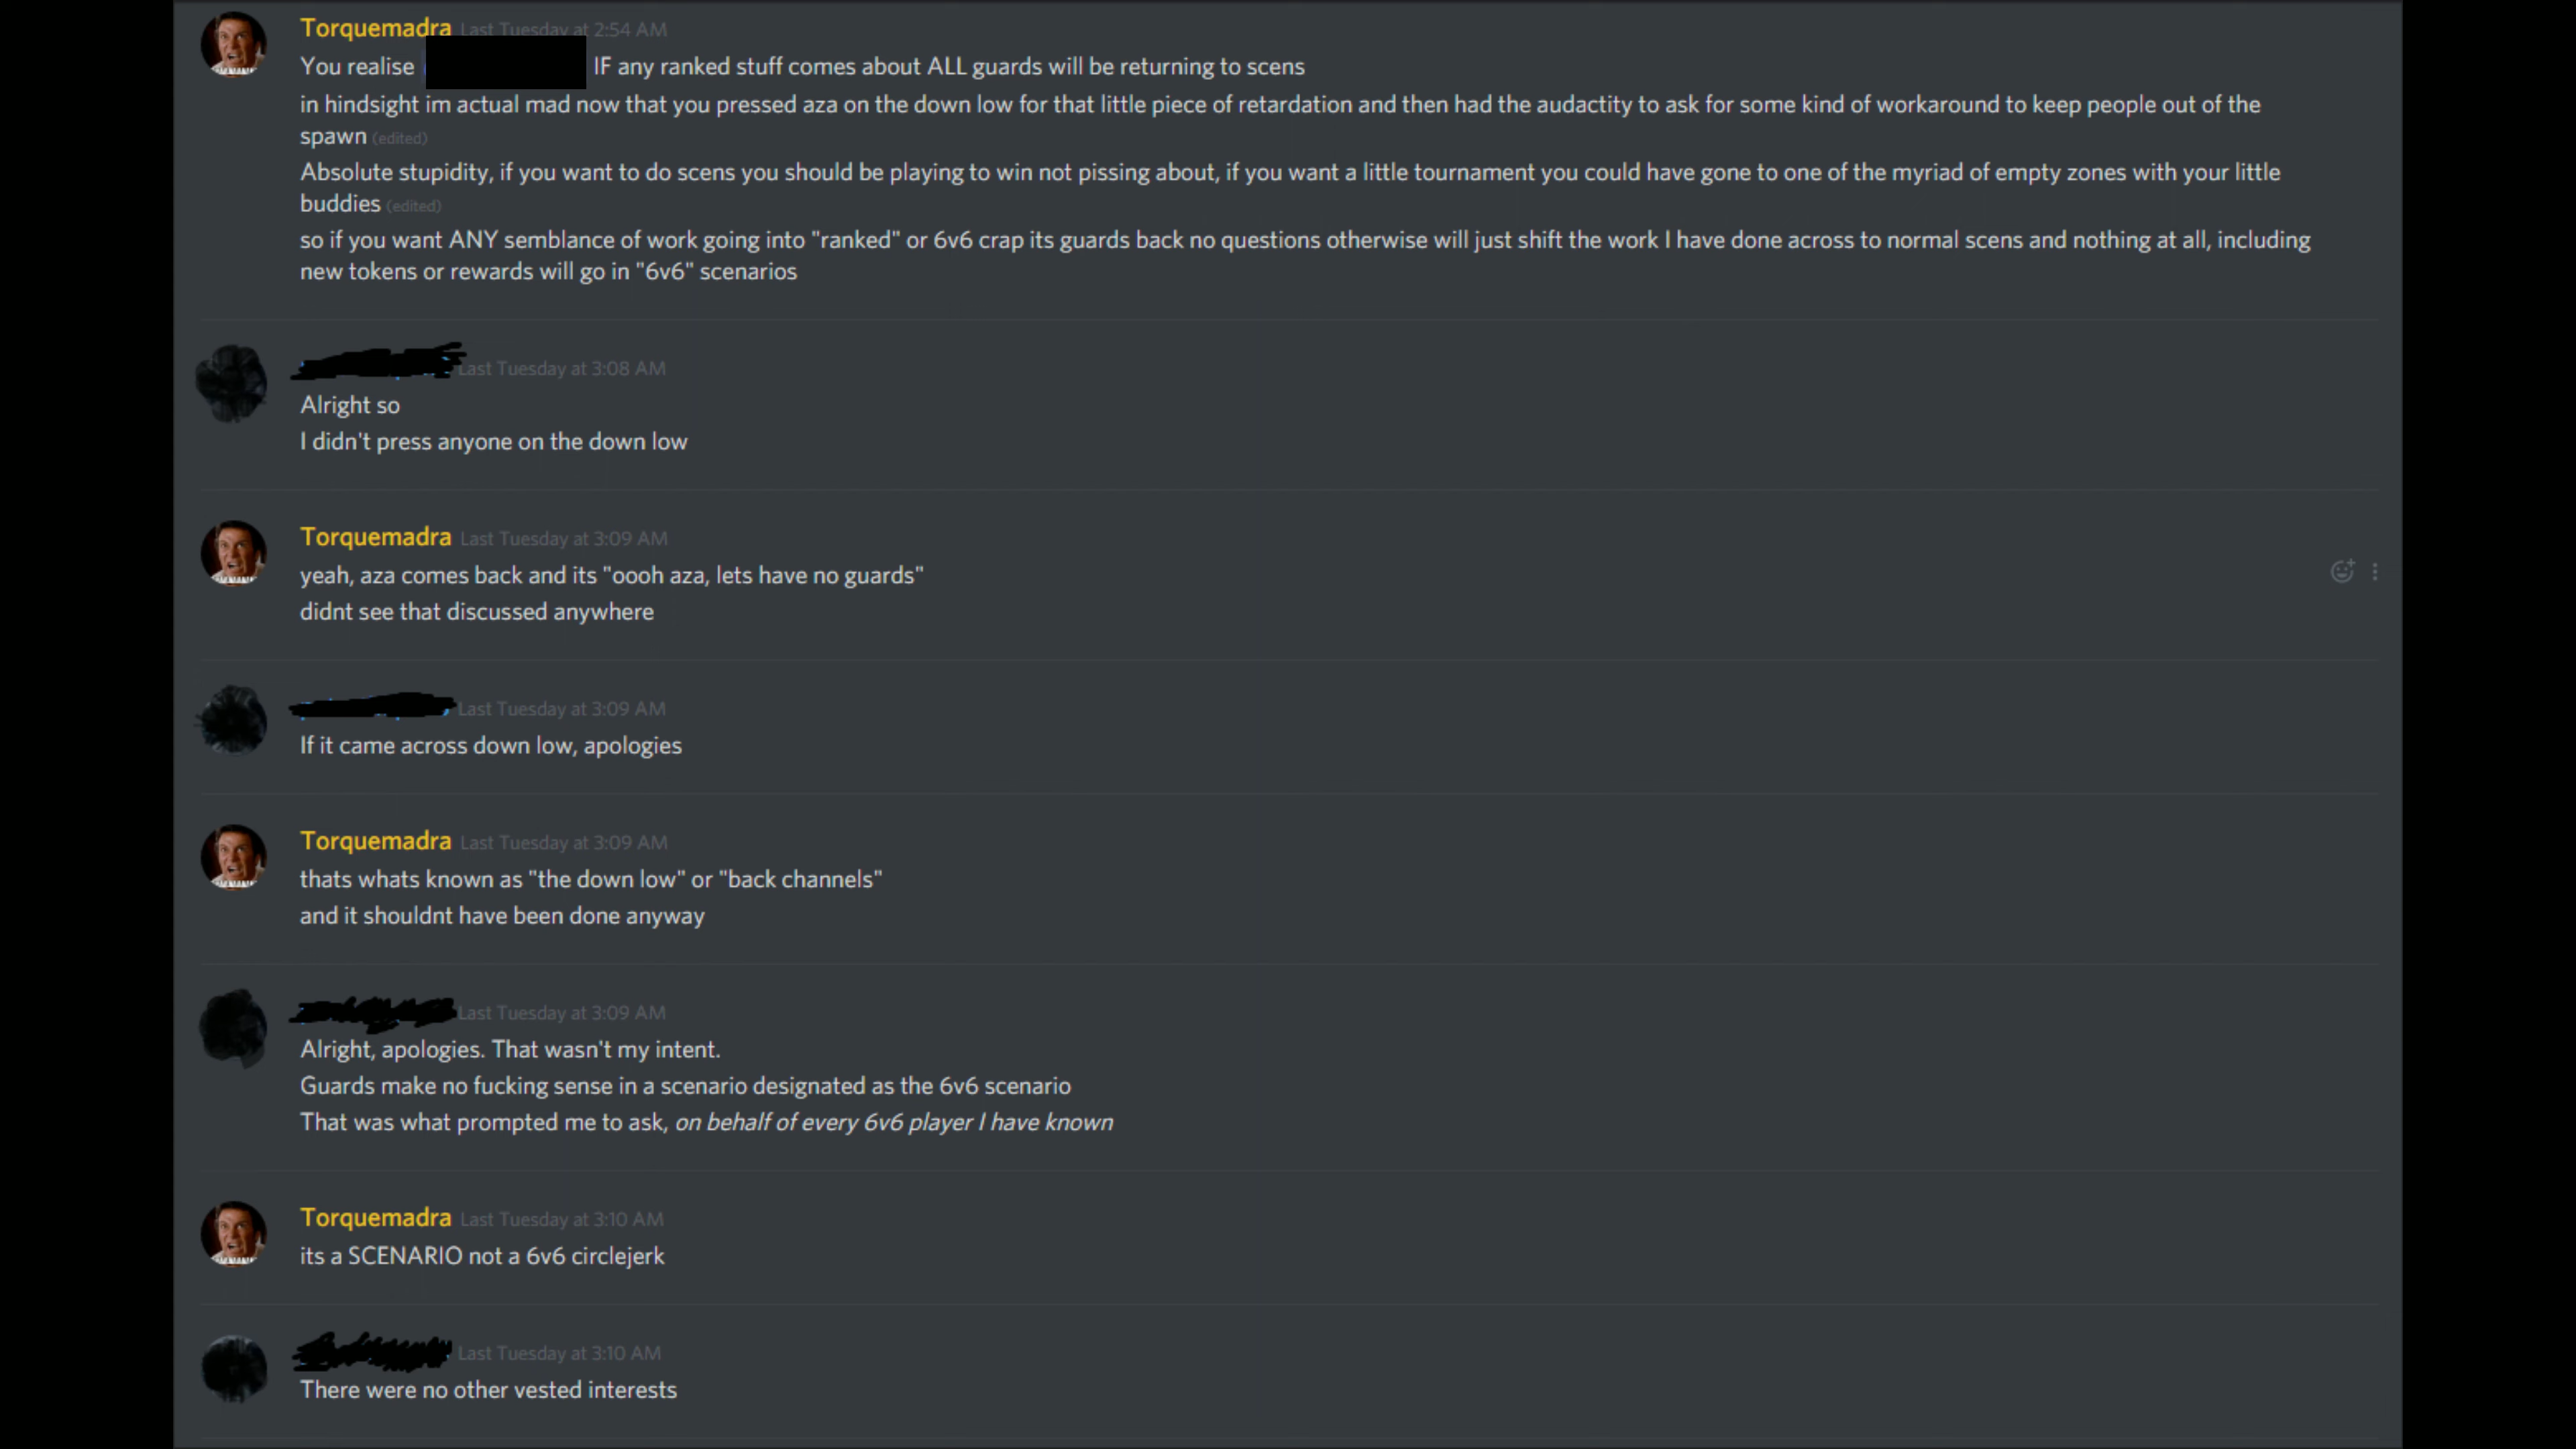 Torquemadra Last Tuesday at 2:54 AM
You realise IF any ranked stuff comes about ALL guards will be returning to scens
in hindsight im actual mad now that you pressed aza on the down low for that little piece of retardation and then had the audactity to ask for some kind of workaround to keep people out of the
spawn (edited)
Absolute stupidity, if you want to do scens you should be playing to win not pissing about, if you want a little tournament you could have gone to one of the myriad of empty zones with your little
buddies (edited)
so if you want ANY semblance of work going into "ranked" or 6v6 crap its guards back no questions otherwise will just shift the work I have done across to normal scens and nothing at all, including
new tokens or rewards will go in "6v6" scenarios
Last Tuesday at 3:08 AM
Alright so
I didn't press anyone on the down low
Torquemadra Last Tuesday at 3:09 AM
yeah, aza comes back and its "oooh aza, lets have no guards"
didnt see that discussed anywhere
Last Tuesday at 3:09 AM
If it came across down low, apologies
Torquemadra Last Tuesday at 3:09 AM
thats whats known as "the down low" or "back channels"
and it shouldnt have been done anyway
Last Tuesday at 3:09 AM
Alright, apologies. That wasn't my intent.
Guards make no fucking sense in a scenario designated as the 6v6 scenario
That was what prompted me to ask, on behalf of every 6v6 player I have known
Torquemadra Last Tuesday at 3:10 AM
its a SCENARIO not a 6v6 circlejerk
Last Tuesday at 3:10 AM
There were no other vested interests